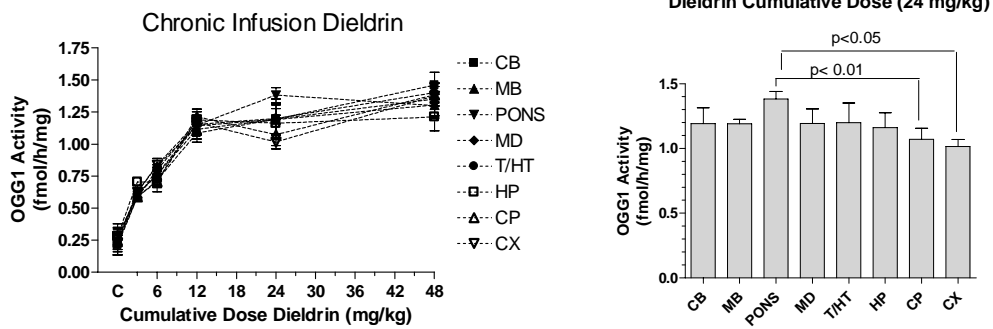 Chronic Infusion Dieldrin
OGG1 Activity
(fmol/h/mg)
1.75
1.50
1.25
1.00
0.75
0.50
0.25
0.00
C 6 12 18 24 30 36 42 48
Cumulative Dose Dieldrin (mg/kg)
CB
MB
PONS
MD
T/HT
HP
CP
CX
Dieldrin Cumulative Dose (24 mg/kg)
p<0.05
p< 0.01
OGG1 Activity
(fmol/h/mg)
1.5
1.0
0.5
0.0
CB MB PONS MD T/HT HP CP CX